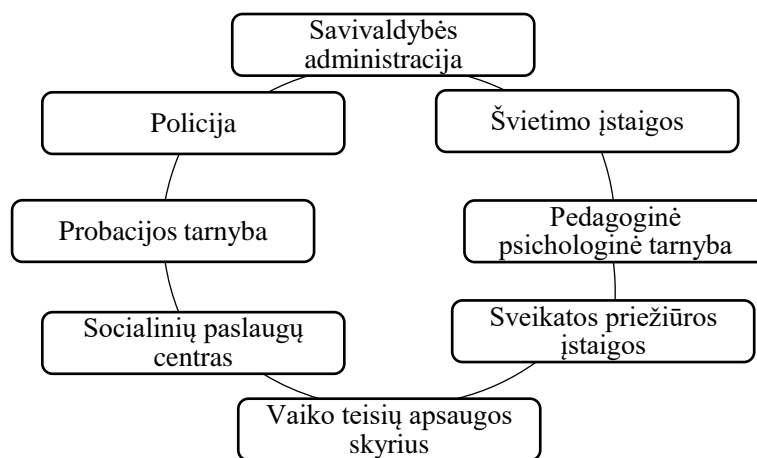 Savivaldybės
administracija
Policija
Švietimo įstaigos
Probacijos tarnyba
Pedagoginė
psichologinė tarnyba
Socialinių paslaugų
centras
Sveikatos priežiūros
įstaigos
Vaiko teisių apsaugos
skyrius